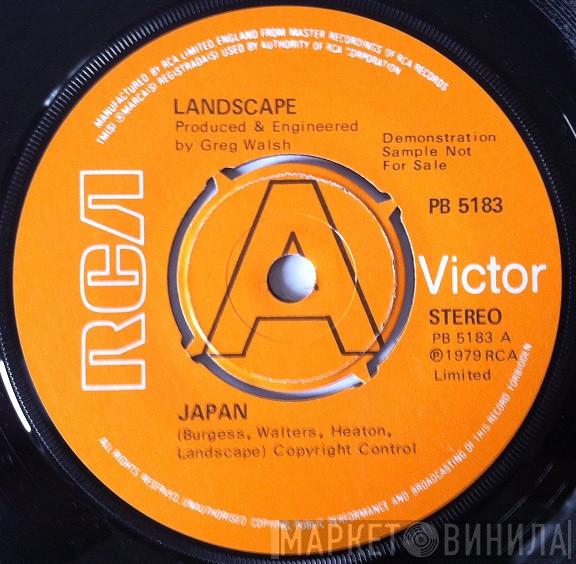 MANUFACTURED BY RCA LIMITED ENGLAND FROM MASTER RECORDINGS OF RCA RECORDS
TM(S) ® MARCA(S) REGISTRADA(S) USED BY AUTHORITY OF RCA CORPORATION
LANDSCAPE
Produced & Engineered
by Greg Walsh
Demonstration
Sample Not
For Sale
PB 5183
RCA
A
Victor
STEREO
PB 5183 A
℗ 1979 RCA
Limited
JAPAN
(Burgess, Walters, Heaton,
Landscape) Copyright Control
ALL RIGHTS RESERVED. UNAUTHORISED COPYING PUBLIC PERFORMANCE AND BROADCASTING OF THIS RECORD FORBIDDEN
МАРКЕТ ВИНИЛА